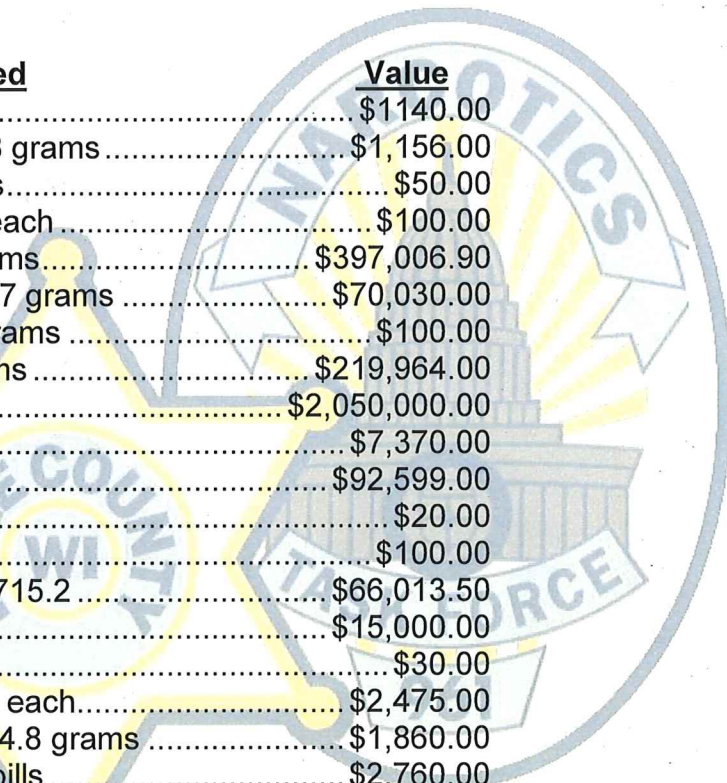 ed Value
........ $1140.00
3 grams ........ $1,156.00
s ........ $50.00
each ........ $100.00
ms ........ $397,006.90
7 grams ........ $70,030.00
rams ........ $100.00
ns ........ $219,964.00
........ $2,050,000.00
........ $7,370.00
........ $92,599.00
........ $20.00
........ $100.00
715.2 ........ $66,013.50
........ $15,000.00
........ $30.00
each ........ $2,475.00
4.8 grams ........ $1,860.00
pills ........ $2,760.00
NARCOTICS
TASK FORCE
E COUNTY
WI